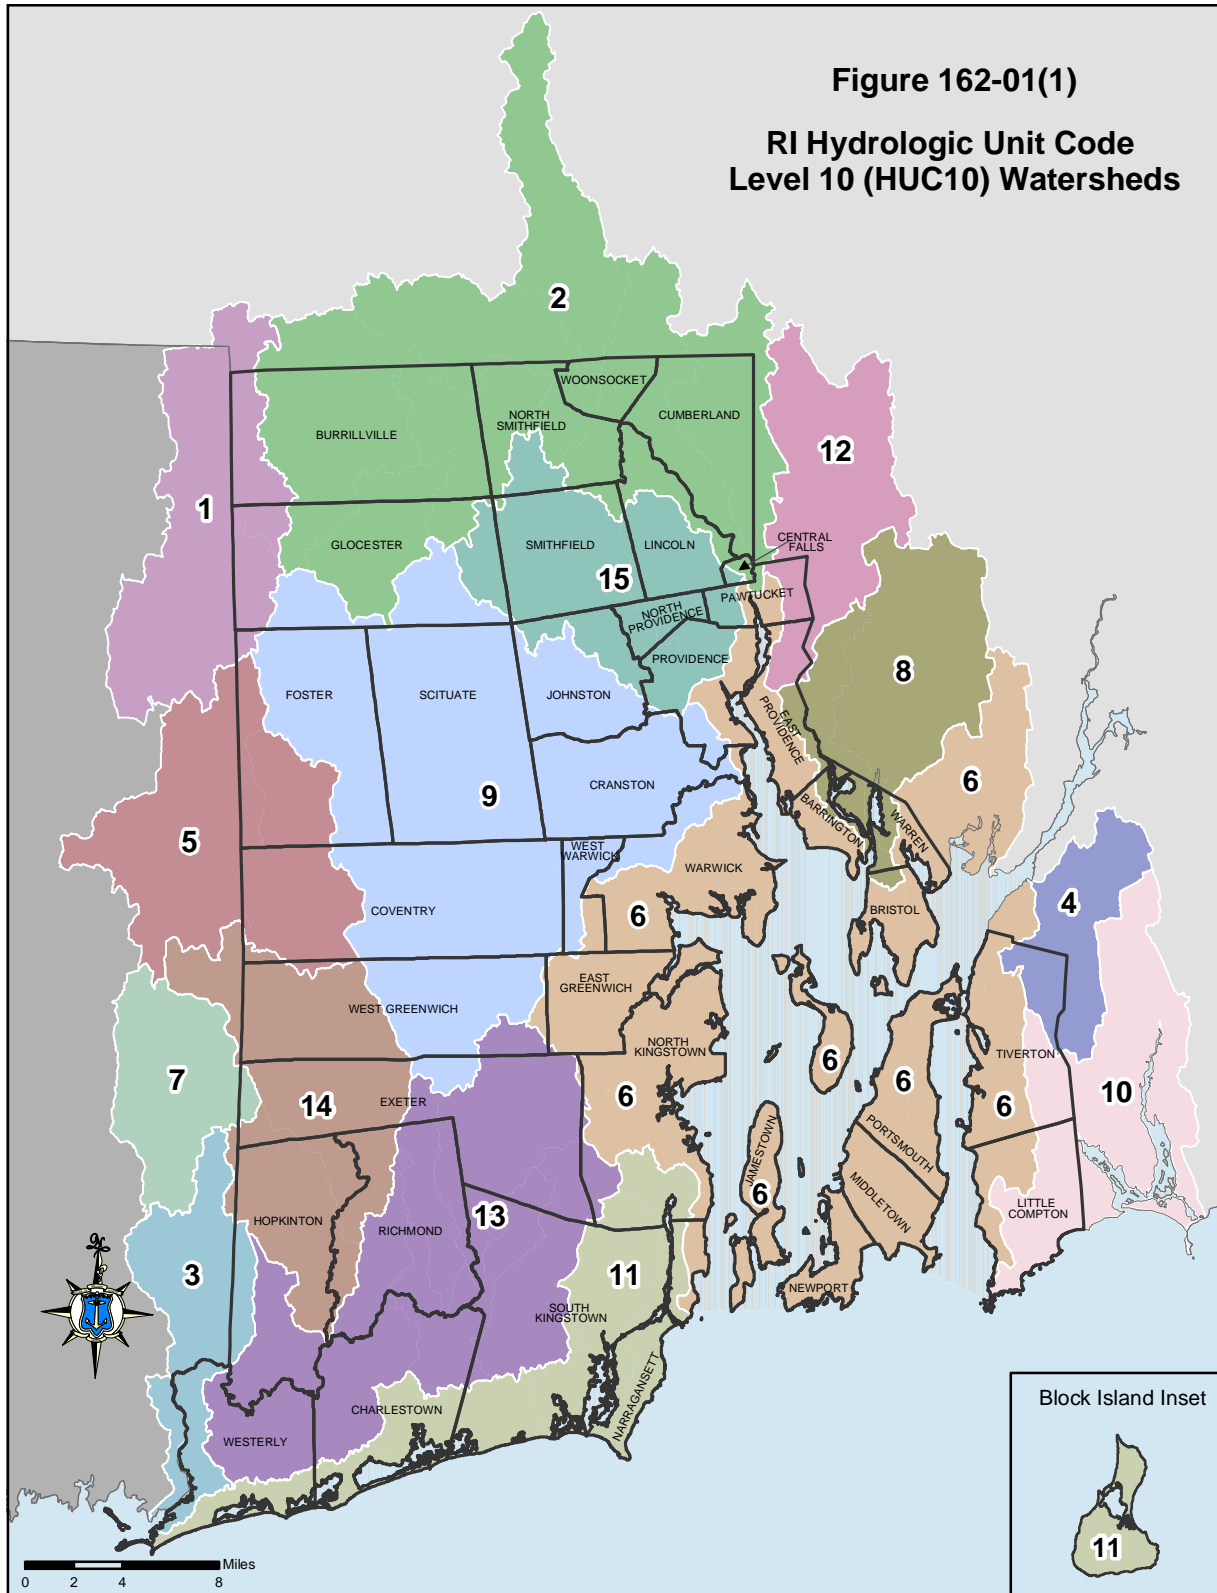 Figure 162-01(1)
RI Hydrologic Unit Code
Level 10 (HUC10) Watersheds
2
WOONSOCKET
NORTH
SMITHFIELD
CUMBERLAND
BURRILLVILLE
12
1
GLOCESTER
SMITHFIELD
LINCOLN
CENTRAL
FALLS
15
PAWTUCKET
NORTH
PROVIDENCE
PROVIDENCE
8
FOSTER
SCITUATE
JOHNSTON
EAST
PROVIDENCE
6
9
CRANSTON
BARRINGTON
WARREN
5
WEST
WARWICK
WARWICK
4
COVENTRY
6
BRISTOL
EAST
GREENWICH
WEST GREENWICH
NORTH
KINGSTOWN
TIVERTON
6
7
6
6
10
14
EXETER
6
6
PORTSMOUTH
JAMESTOWN
MIDDLETOWN
6
LITTLE
COMPTON
HOPKINTON
RICHMOND
13
3
11
NEWPORT
SOUTH
KINGSTOWN
N
NARRAGANSETT
CHARLESTOWN
WESTERLY
Block Island Inset
11
Miles
0 2 4 8